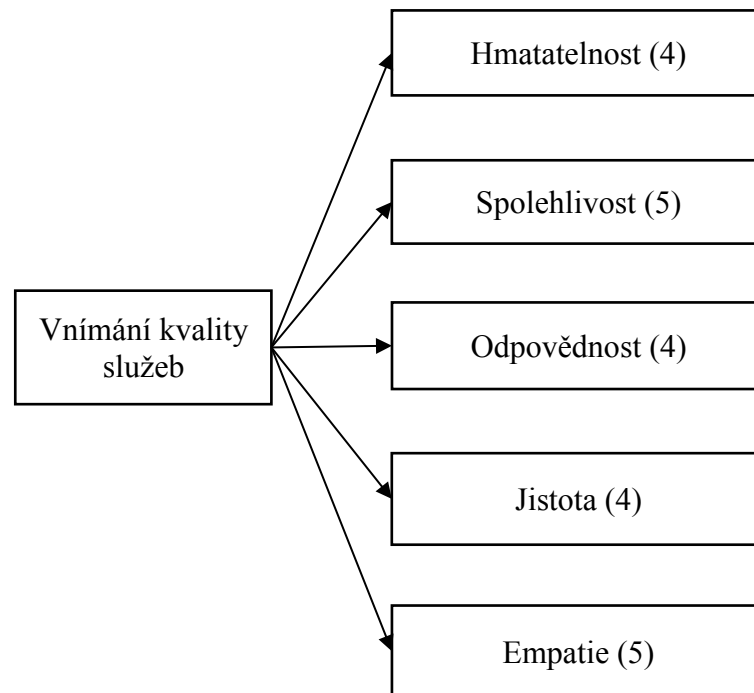 Hmatatelnost (4)
Spolehlivost (5)
Vnímání kvality
služeb
Odpovědnost (4)
Jistota (4)
Empatie (5)